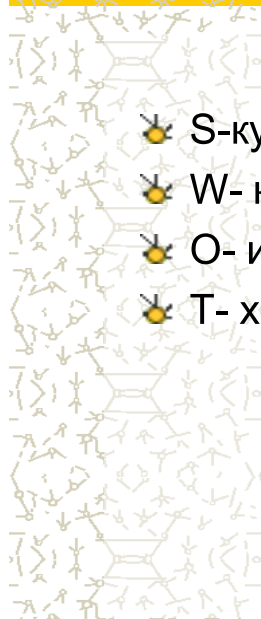 S-ку
W- н
O- и
T- х